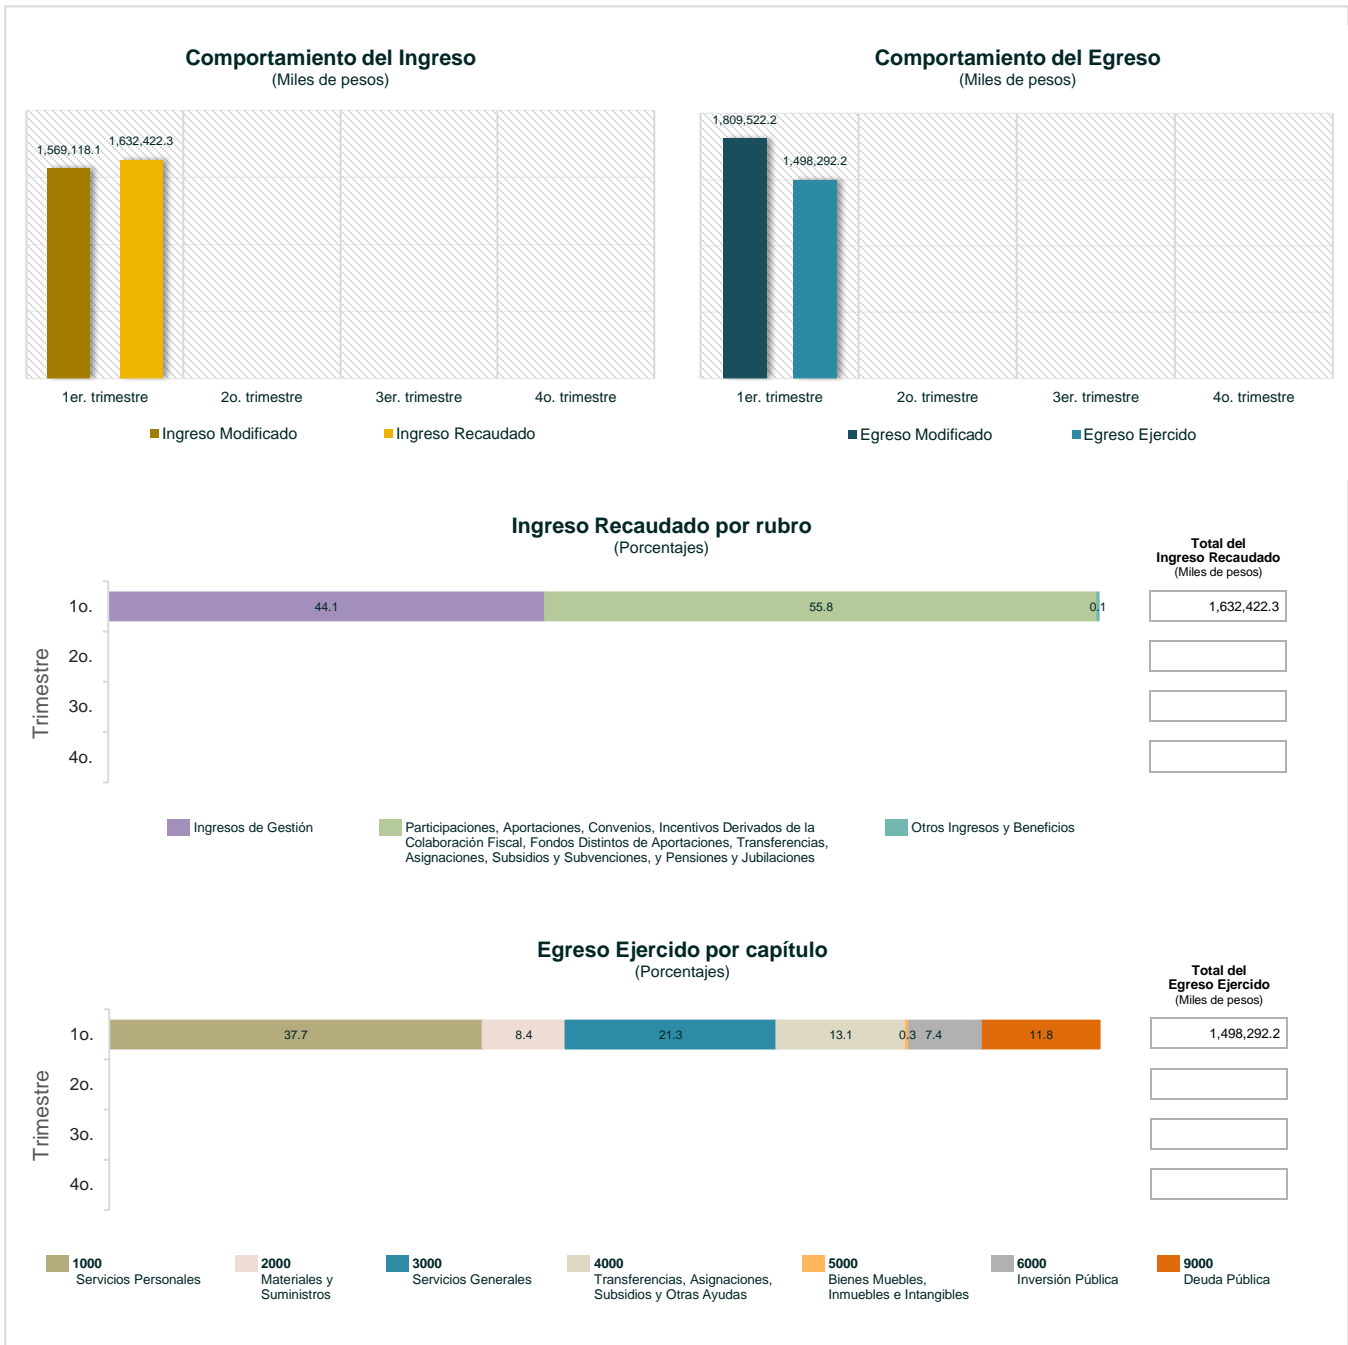 Comportamiento del Ingreso
(Miles de pesos)
1,569,118.1
1,632,422.3
1er. trimestre
2o. trimestre
3er. trimestre
4o. trimestre
Ingreso Modificado
Ingreso Recaudado
Comportamiento del Egreso
(Miles de pesos)
1,809,522.2
1,498,292.2
1er. trimestre
2o. trimestre
3er. trimestre
4o. trimestre
Egreso Modificado
Egreso Ejercido
Ingreso Recaudado por rubro
(Porcentajes)
Total del
Ingreso Recaudado
(Miles de pesos)
Trimestre
1o.
44.1
55.8
0.1
1,632,422.3
2o.
3o.
4o.
Ingresos de Gestión
Participaciones, Aportaciones, Convenios, Incentivos Derivados de la
Colaboración Fiscal, Fondos Distintos de Aportaciones, Transferencias,
Asignaciones, Subsidios y Subvenciones, y Pensiones y Jubilaciones
Otros Ingresos y Beneficios
Egreso Ejercido por capítulo
(Porcentajes)
Total del
Egreso Ejercido
(Miles de pesos)
Trimestre
1o.
37.7
8.4
21.3
13.1
0.3
7.4
11.8
1,498,292.2
2o.
3o.
4o.
1000
Servicios Personales
2000
Materiales y
Suministros
3000
Servicios Generales
4000
Transferencias, Asignaciones,
Subsidios y Otras Ayudas
5000
Bienes Muebles,
Inmuebles e Intangibles
6000
Inversión Pública
9000
Deuda Pública